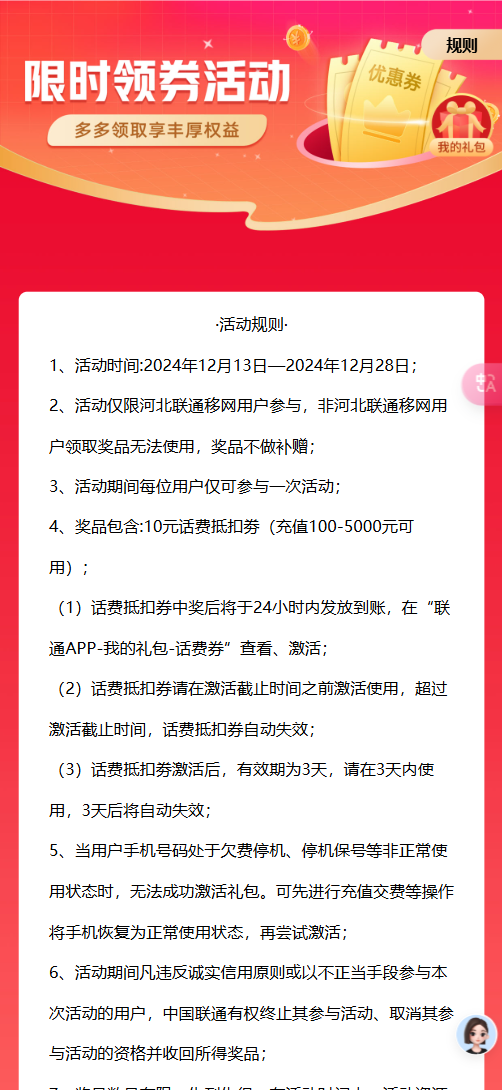 规则
限时领券活动
优惠券
多多领取享丰厚权益
我的礼包
·活动规则·
1、活动时间:2024年12月13日—2024年12月28日；
2、活动仅限河北联通移网用户参与，非河北联通移网用
户领取奖品无法使用，奖品不做补赠；
3、活动期间每位用户仅可参与一次活动；
4、奖品包含:10元话费抵扣券（充值100-5000元可
用）；
（1）话费抵扣券中奖后将于24小时内发放到账，在“联
通APP-我的礼包-话费券”查看、激活；
（2）话费抵扣券请在激活截止时间之前激活使用，超过
激活截止时间，话费抵扣券自动失效；
（3）话费抵扣劵激活后，有效期为3天，请在3天内使
用，3天后将自动失效；
5、当用户手机号码处于欠费停机、停机保号等非正常使
用状态时，无法成功激活礼包。可先进行充值交费等操作
将手机恢复为正常使用状态，再尝试激活；
6、活动期间凡违反诚实信用原则或以不正当手段参与本
次活动的用户，中国联通有权终止其参与活动、取消其参
与活动的资格并收回所得奖品；